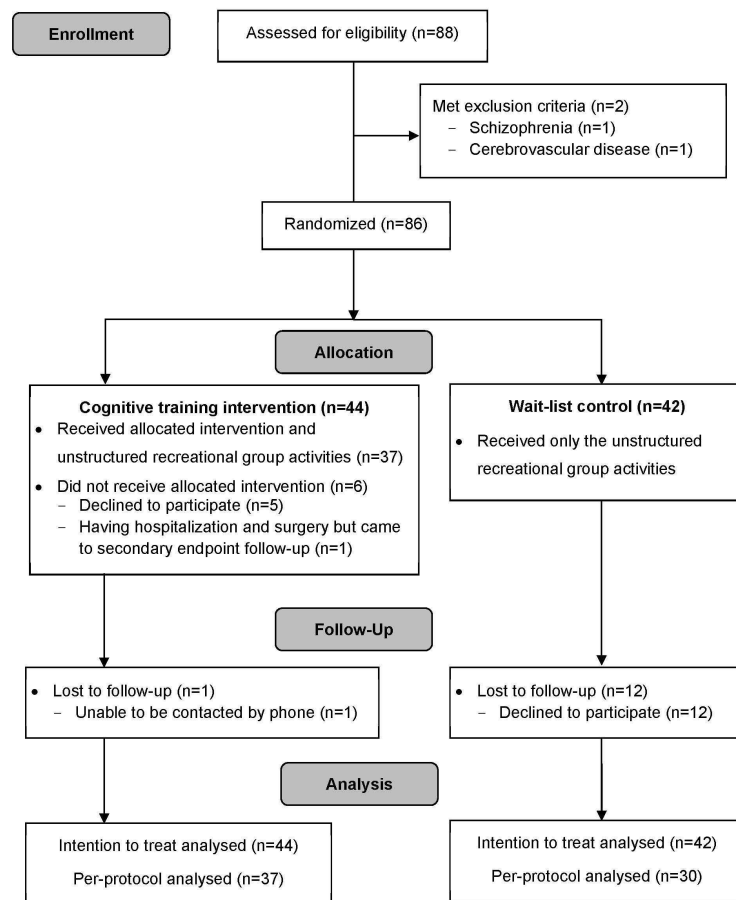 Enrollment
Assessed for eligibility (n=88)
Met exclusion criteria (n=2)
− Schizophrenia (n=1)
− Cerebrovascular disease (n=1)
Randomized (n=86)
Allocation
Cognitive training intervention (n=44)
• Received allocated intervention and
unstructured recreational group activities (n=37)
• Did not receive allocated intervention (n=6)
− Declined to participate (n=5)
− Having hospitalization and surgery but came
to secondary endpoint follow-up (n=1)
Wait-list control (n=42)
• Received only the unstructured
recreational group activities
Follow-Up
• Lost to follow-up (n=1)
− Unable to be contacted by phone (n=1)
• Lost to follow-up (n=12)
− Declined to participate (n=12)
Analysis
Intention to treat analysed (n=44)
Per-protocol analysed (n=37)
Intention to treat analysed (n=42)
Per-protocol analysed (n=30)